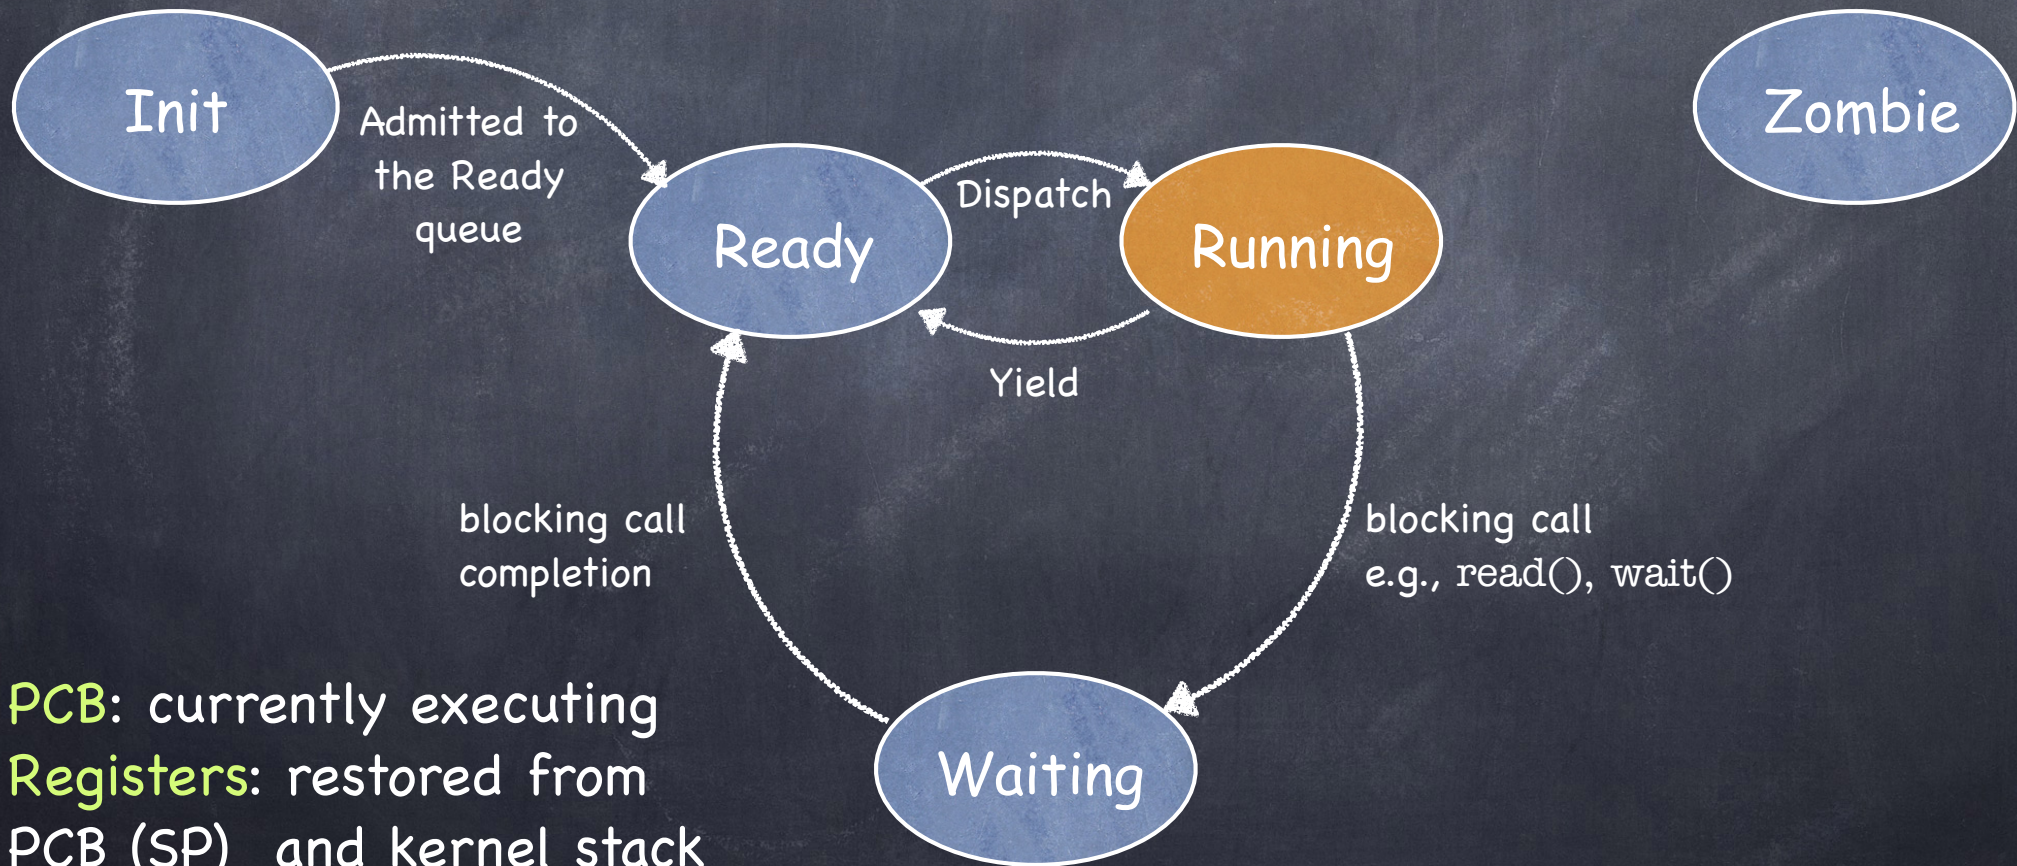 Init
Zombie
Admitted to
the Ready
queue
Dispatch
Ready
Running
Yield
blocking call
completion
blocking call
e.g., read(), wait()
PCB: currently executing
Registers: restored from
PCB (SP) and kernel stack
Waiting